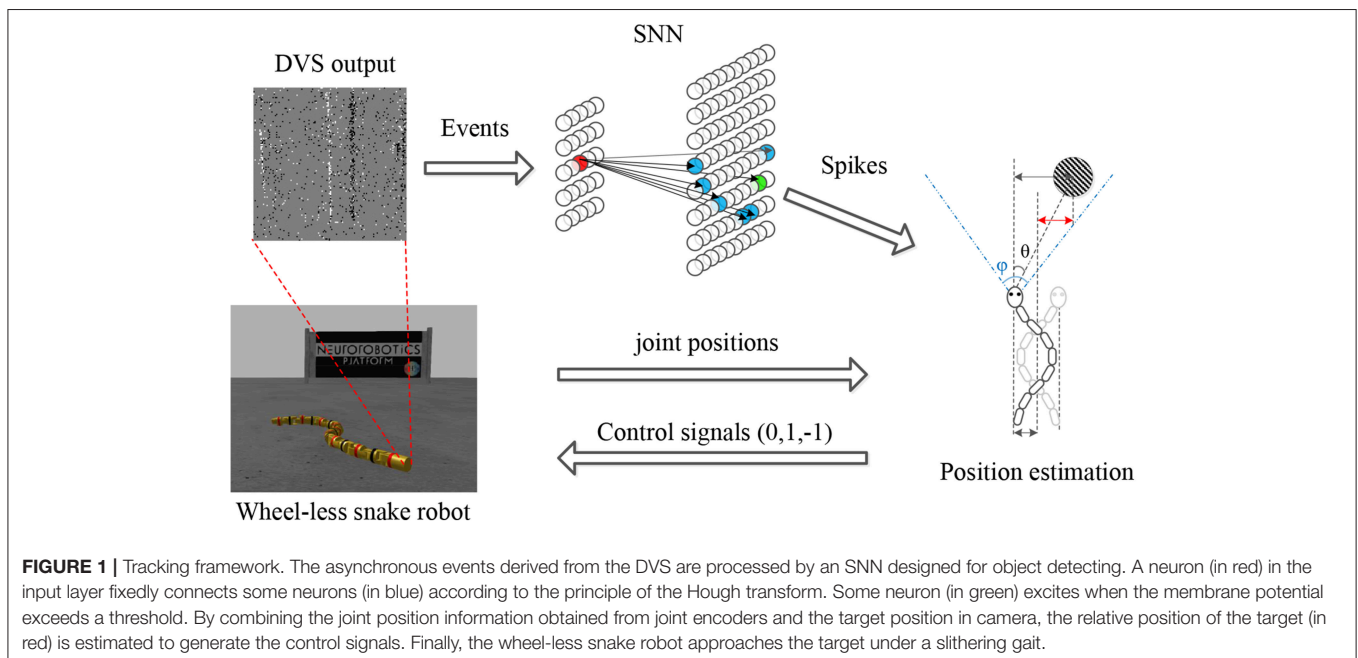 SNN
DVS output
Events
Spikes
θ
φ
NEUROROBOTICS
PLATFORM
joint positions
Control signals (0,1,-1)
Position estimation
Wheel-less snake robot
FIGURE 1 | Tracking framework. The asynchronous events derived from the DVS are processed by an SNN designed for object detecting. A neuron (in red) in the
input layer fixedly connects some neurons (in blue) according to the principle of the Hough transform. Some neuron (in green) excites when the membrane potential
exceeds a threshold. By combining the joint position information obtained from joint encoders and the target position in camera, the relative position of the target (in
red) is estimated to generate the control signals. Finally, the wheel-less snake robot approaches the target under a slithering gait.